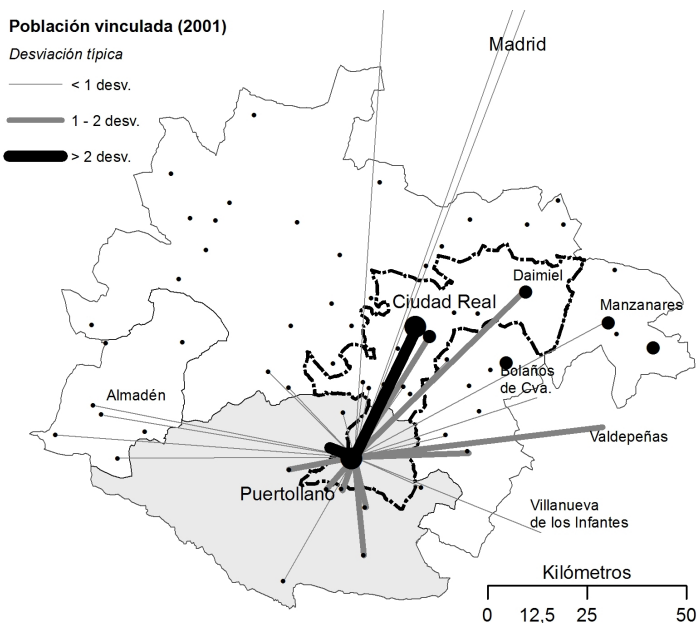 Población vinculada (2001)
Desviación típica
< 1 desv.
1 - 2 desv.
> 2 desv.
Madrid
Daimiel
Ciudad Real
Manzanares
Bolaños
de Cva.
Almadén
Valdepeñas
Puertollano
Villanueva
de los Infantes
Kilómetros
0 12,5 25 50